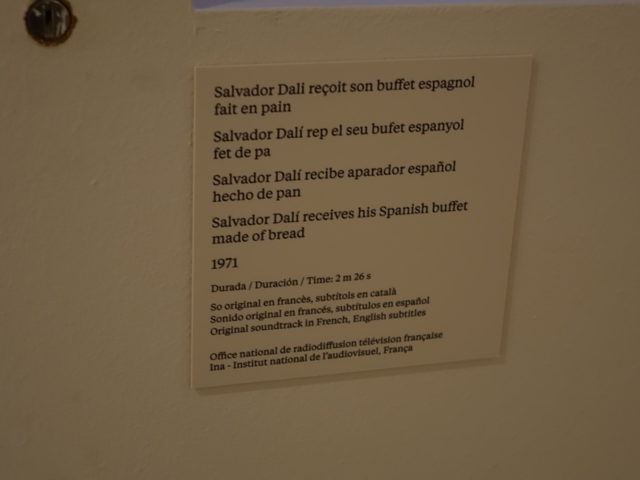 Salvador Dalí reçoit son buffet espagnol
fait en pain
Salvador Dalí rep el seu bufet espanyol
fet de pa
Salvador Dalí recibe aparador español
hecho de pan
Salvador Dalí receives his Spanish buffet
made of bread
1971
Durada / Duración / Time: 2 m 26 s
So original en francès, subtítols en català
Sonido original en francés, subtítulos en español
Original soundtrack in French, English subtitles
Office national de radiodiffusion télévision française
Ina - Institut national de l'audiovisuel, França